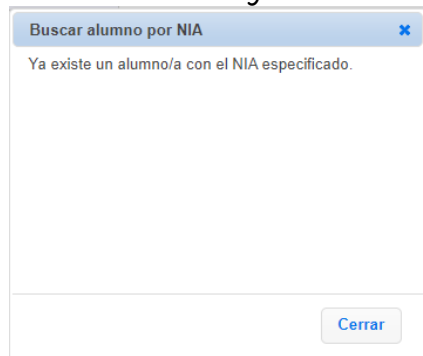 Buscar alumno por NIA
Ya existe un alumno/a con el NIA especificado.
Cerrar